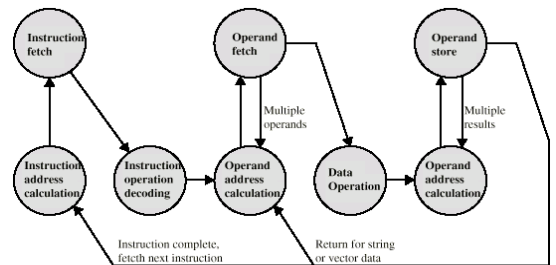 Instruction
fetch
Operand
fetch
Operand
store
Multiple
operands
Multiple
results
Instruction
address
calculation
Instruction
operation
decoding
Operand
address
calculation
Data
Operation
Operand
address
calculation
Instruction complete,
fetch next instruction
Return for string
or vector data